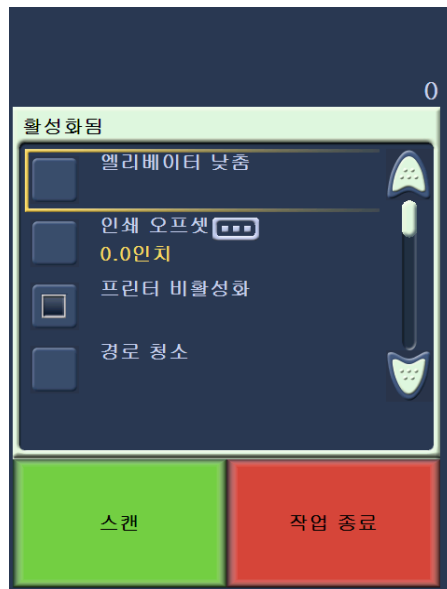 0
활성화됨
엘리베이터 낮춤
인쇄 오프셋
0.0인치
프린터 비활성화
경로 청소
스캔
작업 종료